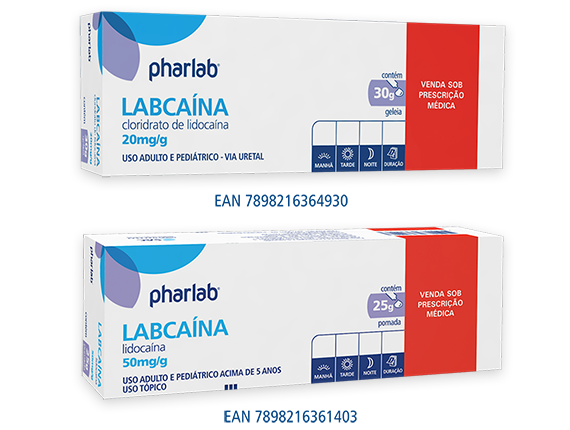 pharlab
LABCAÍNA
cloridrato de lidocaína
20mg/g
USO ADULTO E PEDIÁTRICO - VIA URETAL
contém
30g
geleia
MANHÃ TARDE NOITE DURAÇÃO
VENDA SOB
PRESCRIÇÃO
MÉDICA
LABCAÍNA
EAN 7898216364930
pharlab
LABCAÍNA
lidocaína
50mg/g
USO ADULTO E PEDIÁTRICO ACIMA DE 5 ANOS
USO TÓPICO
contém
25g
pomada
MANHÃ TARDE NOITE DURAÇÃO
VENDA SOB
PRESCRIÇÃO
MÉDICA
LABCAÍNA
EAN 7898216361403